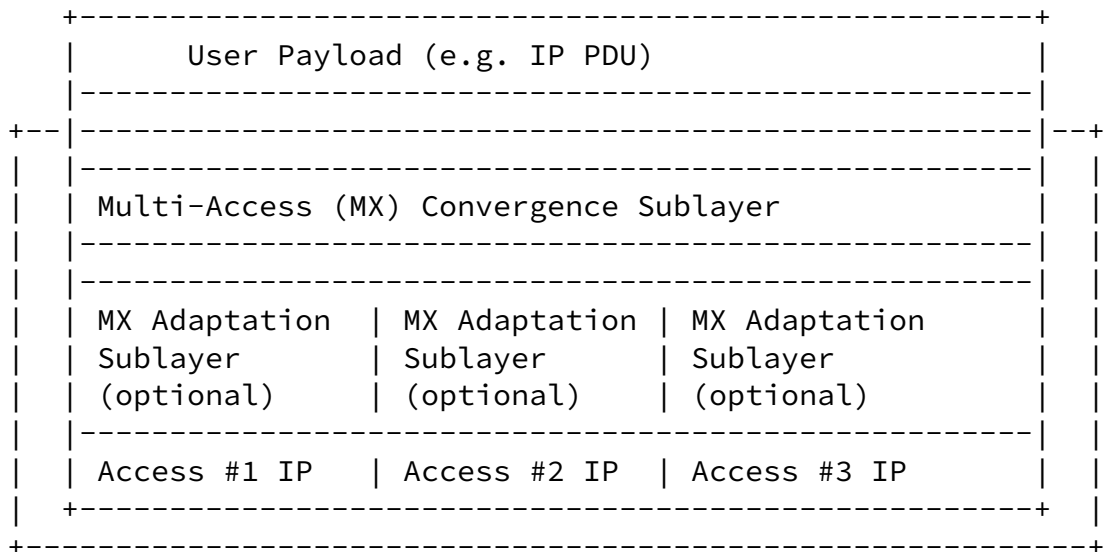 User Payload (e.g. IP PDU)
Multi-Access (MX) Convergence Sublayer
MX Adaptation | MX Adaptation | MX Adaptation
Sublayer | Sublayer | Sublayer
(optional) | (optional) | (optional)
Access #1 IP | Access #2 IP | Access #3 IP